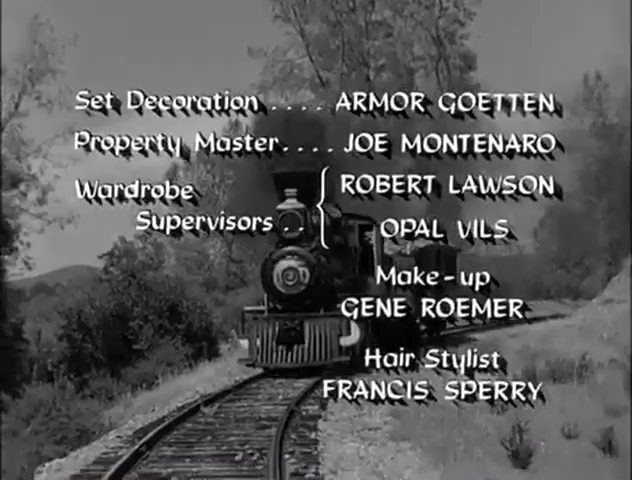 Set Decoration .... ARMOR GOETTEN
Property Master.... JOE MONTENARO
Wardrobe
Supervisors .. { ROBERT LAWSON
OPAL VILS
Make-up
GENE ROEMER
Hair Stylist
FRANCIS SPERRY